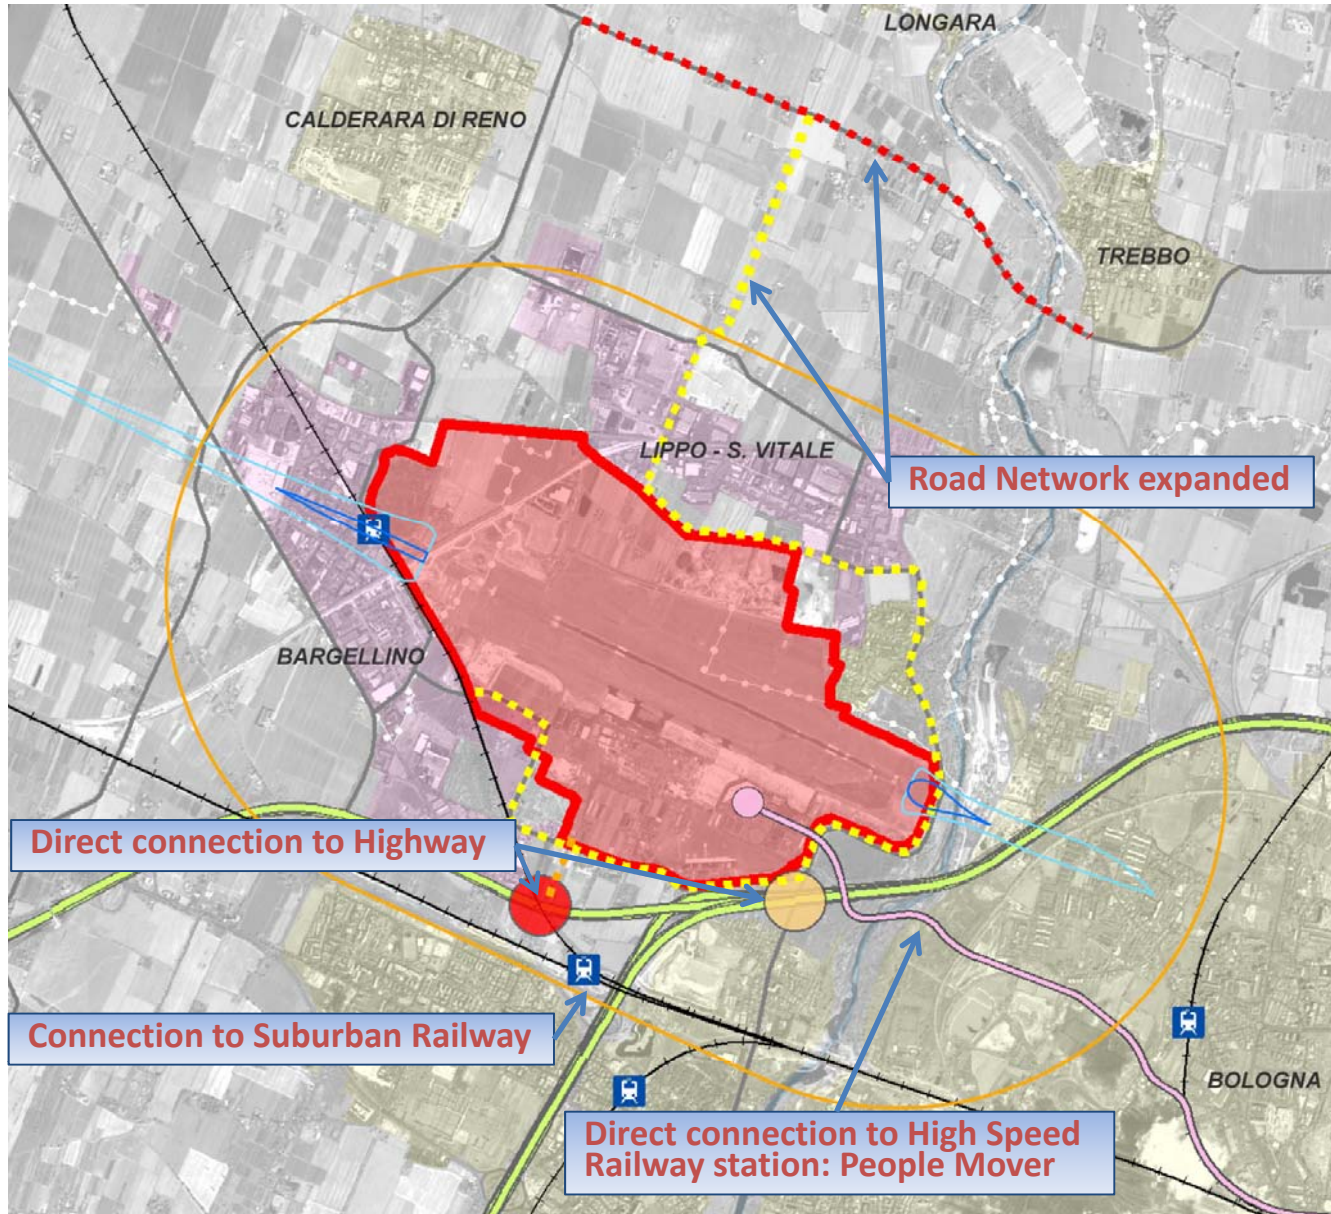 LONGARA
CALDERARA DI RENO
TREBBO
LIPPO - S. VITALE
Road Network expanded
BARGELLINO
Direct connection to Highway
Connection to Suburban Railway
BOLOGNA
Direct connection to High Speed
Railway station: People Mover